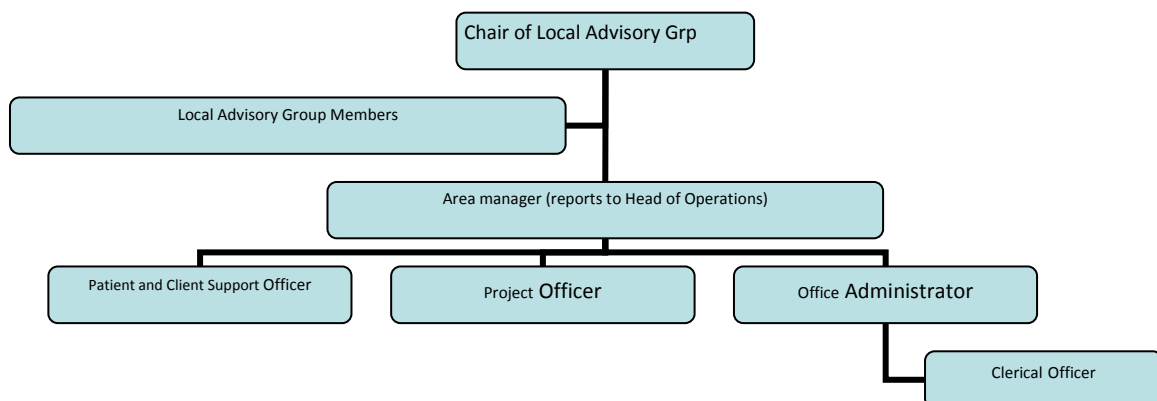 Chair of Local Advisory Grp
Local Advisory Group Members
Area manager (reports to Head of Operations)
Patient and Client Support Officer
Project Officer
Office Administrator
Clerical Officer